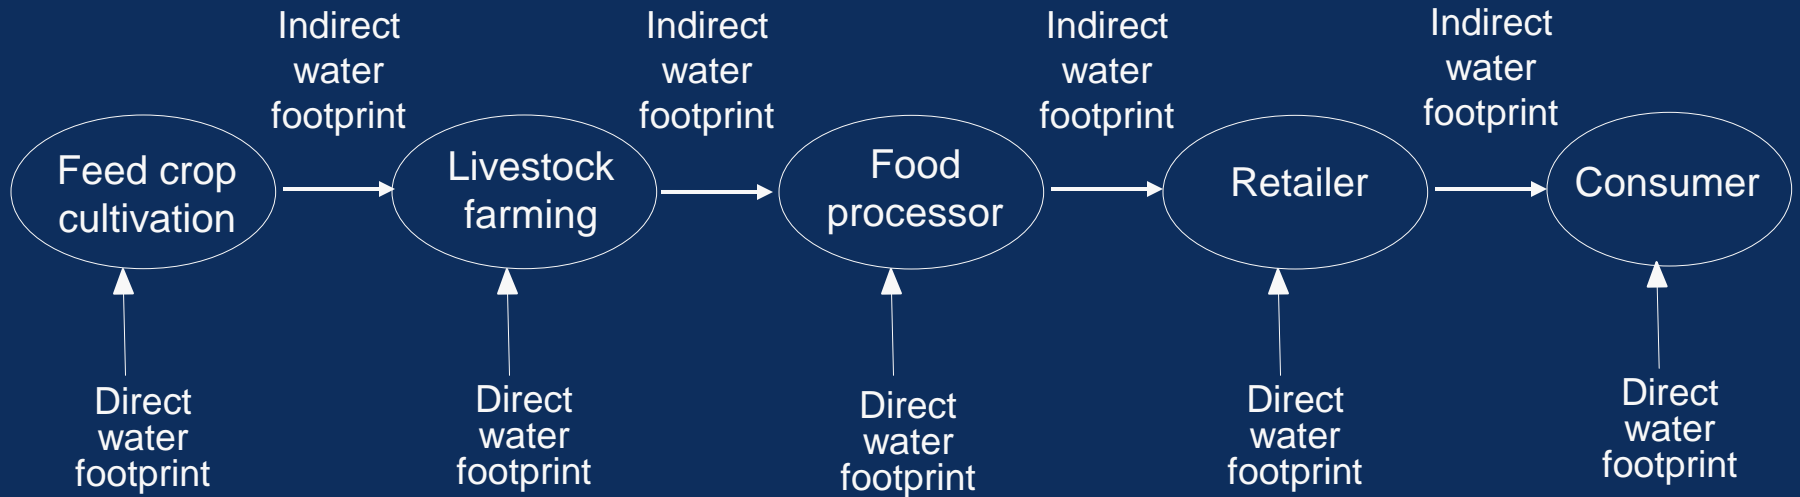 Indirect
water
footprint
Indirect
water
footprint
Indirect
water
footprint
Indirect
water
footprint
Feed crop
cultivation
Livestock
farming
Food
processor
Retailer
Consumer
Direct
water
footprint
Direct
water
footprint
Direct
water
footprint
Direct
water
footprint
Direct
water
footprint